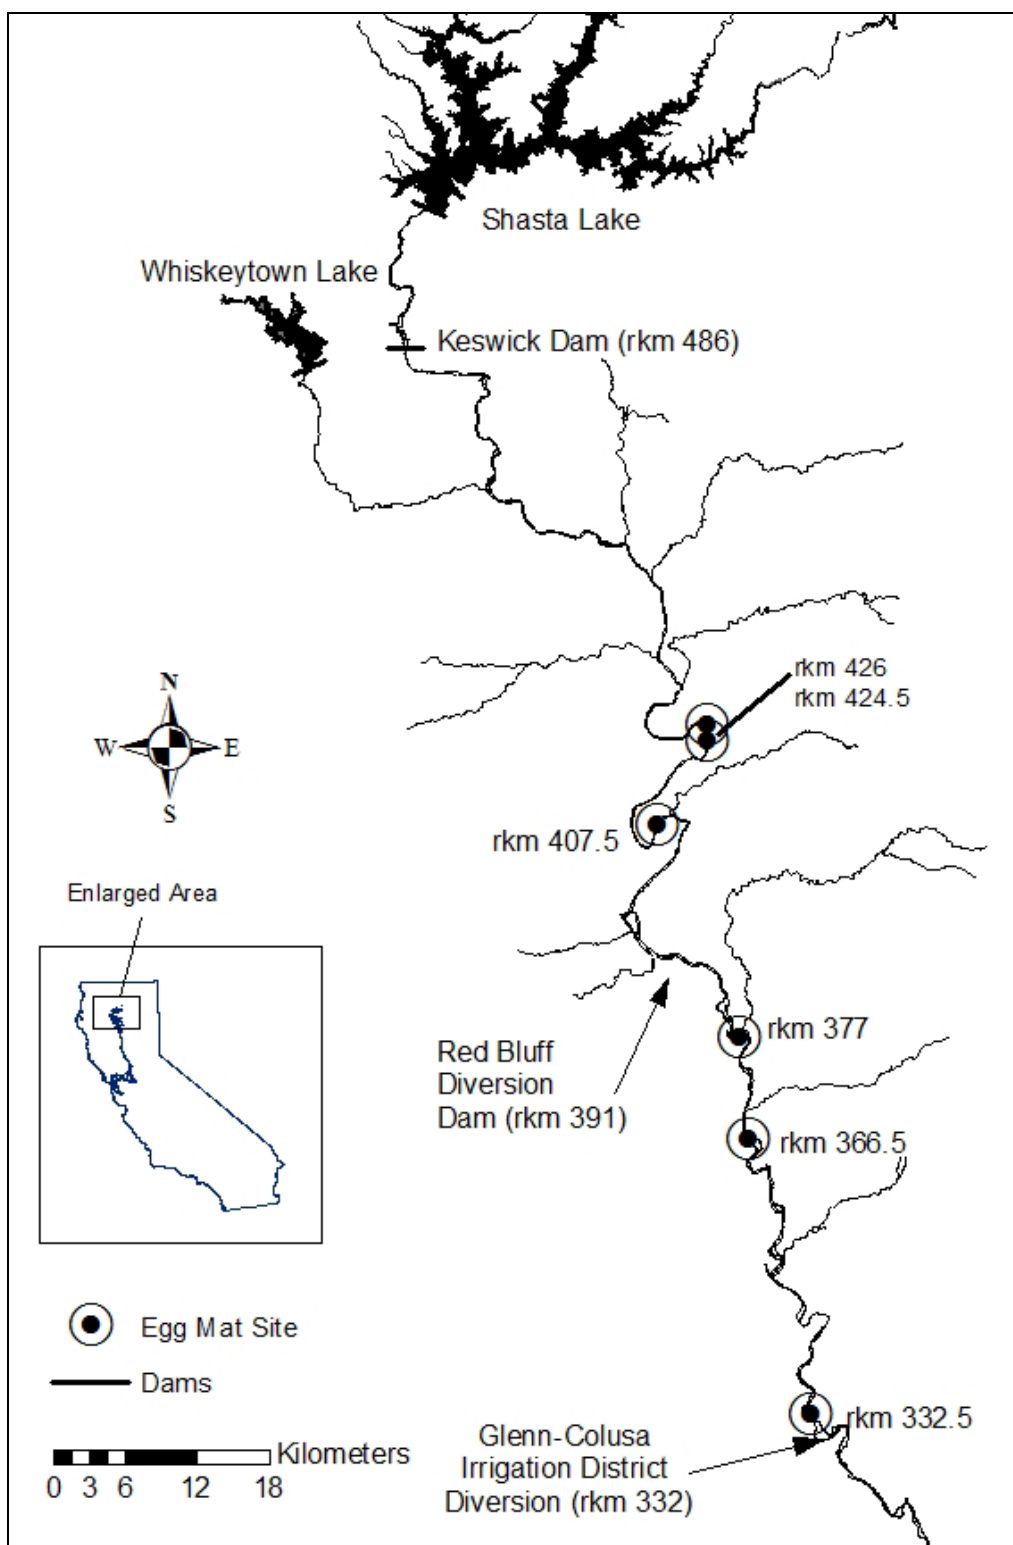 Shasta Lake
Whiskeytown Lake
Keswick Dam (rkm 486)
rkm 426
rkm 424.5
N
W
E
S
rkm 407.5
Enlarged Area
rkm 377
Red Bluff
Diversion
Dam (rkm 391)
rkm 366.5
Egg Mat Site
Dams
rkm 332.5
Glenn-Colusa
Irrigation District
Diversion (rkm 332)
Kilometers
0 3 6 12 18